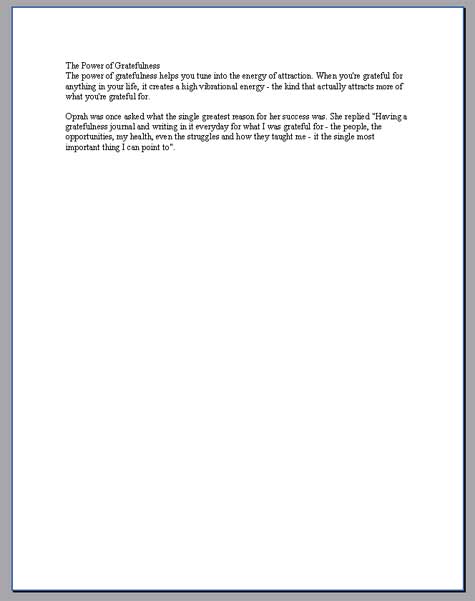 The Power of Gratefulness
The power of gratefulness helps you tune into the energy of attraction. When you're grateful for
anything in your life, it creates a high vibrational energy - the kind that actually attracts more of
what you're grateful for.
Oprah was once asked what the single greatest reason for her success was. She replied "Having a
gratefulness journal and writing in it everyday for what I was grateful for - the people, the
opportunities, my health, even the struggles and how they taught me - it the single most
important thing I can point to".